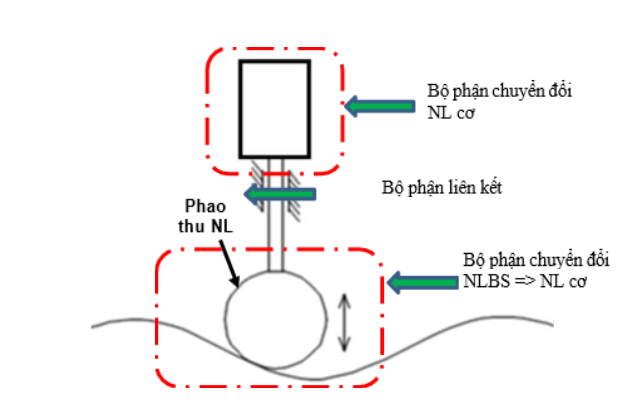 Bộ phận chuyển đổi
NL cơ
Bộ phận liên kết
Phao
thu NL
Bộ phận chuyển đổi
NLBS => NL cơ